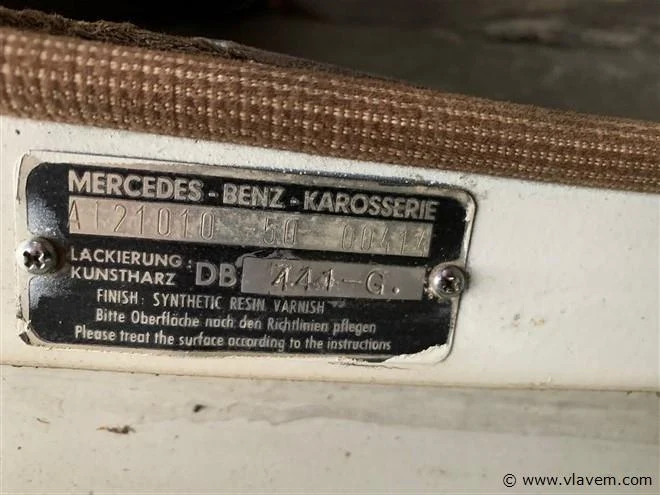 MERCEDES - BENZ - KAROSSERIE
A 121010 50 00414
LACKIERUNG :
KUNSTHARZ DB 441-G.
FINISH: SYNTHETIC RESIN VARNISH
Bitte Oberfläche nach den Richtlinien pflegen
Please treat the surface according to the instructions
© www.vlavem.com